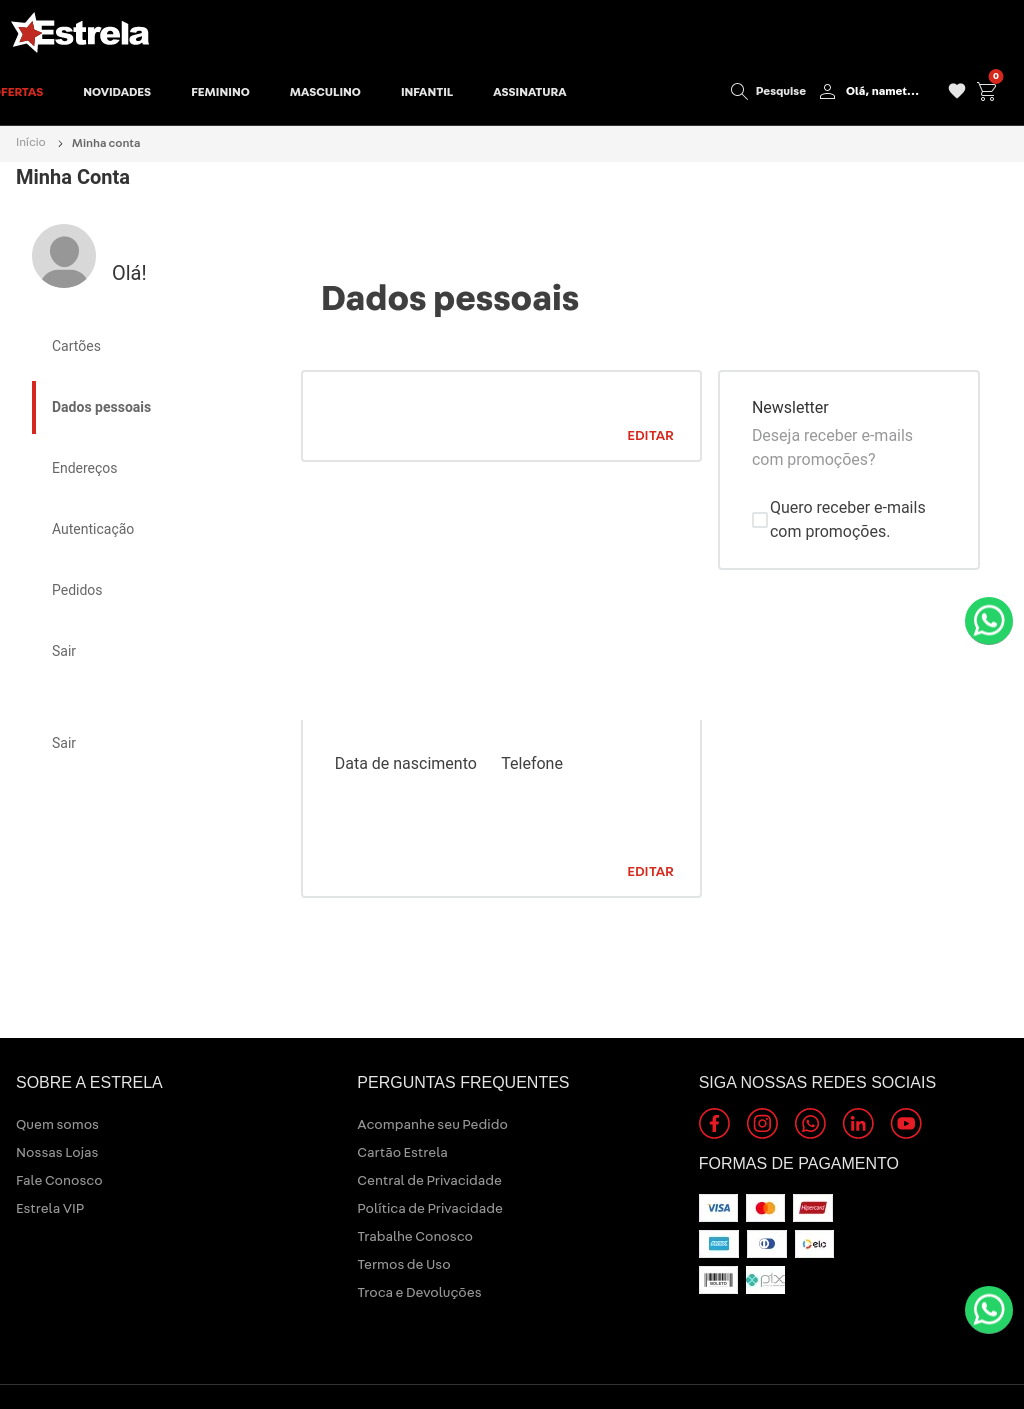 Estrela
FERTAS NOVIDADES FEMININO MASCULINO INFANTIL ASSINATURA Pesquise Olá, namet... 0
Início > Minha conta
Minha Conta
Olá!
Dados pessoais
Cartões
Dados pessoais
Endereços
Autenticação
Pedidos
Sair
Sair
EDITAR
Newsletter
Deseja receber e-mails
com promoções?
Quero receber e-mails
com promoções.
Data de nascimento Telefone
EDITAR
SOBRE A ESTRELA
Quem somos
Nossas Lojas
Fale Conosco
Estrela VIP
PERGUNTAS FREQUENTES
Acompanhe seu Pedido
Cartão Estrela
Central de Privacidade
Política de Privacidade
Trabalhe Conosco
Termos de Uso
Troca e Devoluções
SIGA NOSSAS REDES SOCIAIS
FORMAS DE PAGAMENTO
VISA Hipercard
elo
BOLETO pix